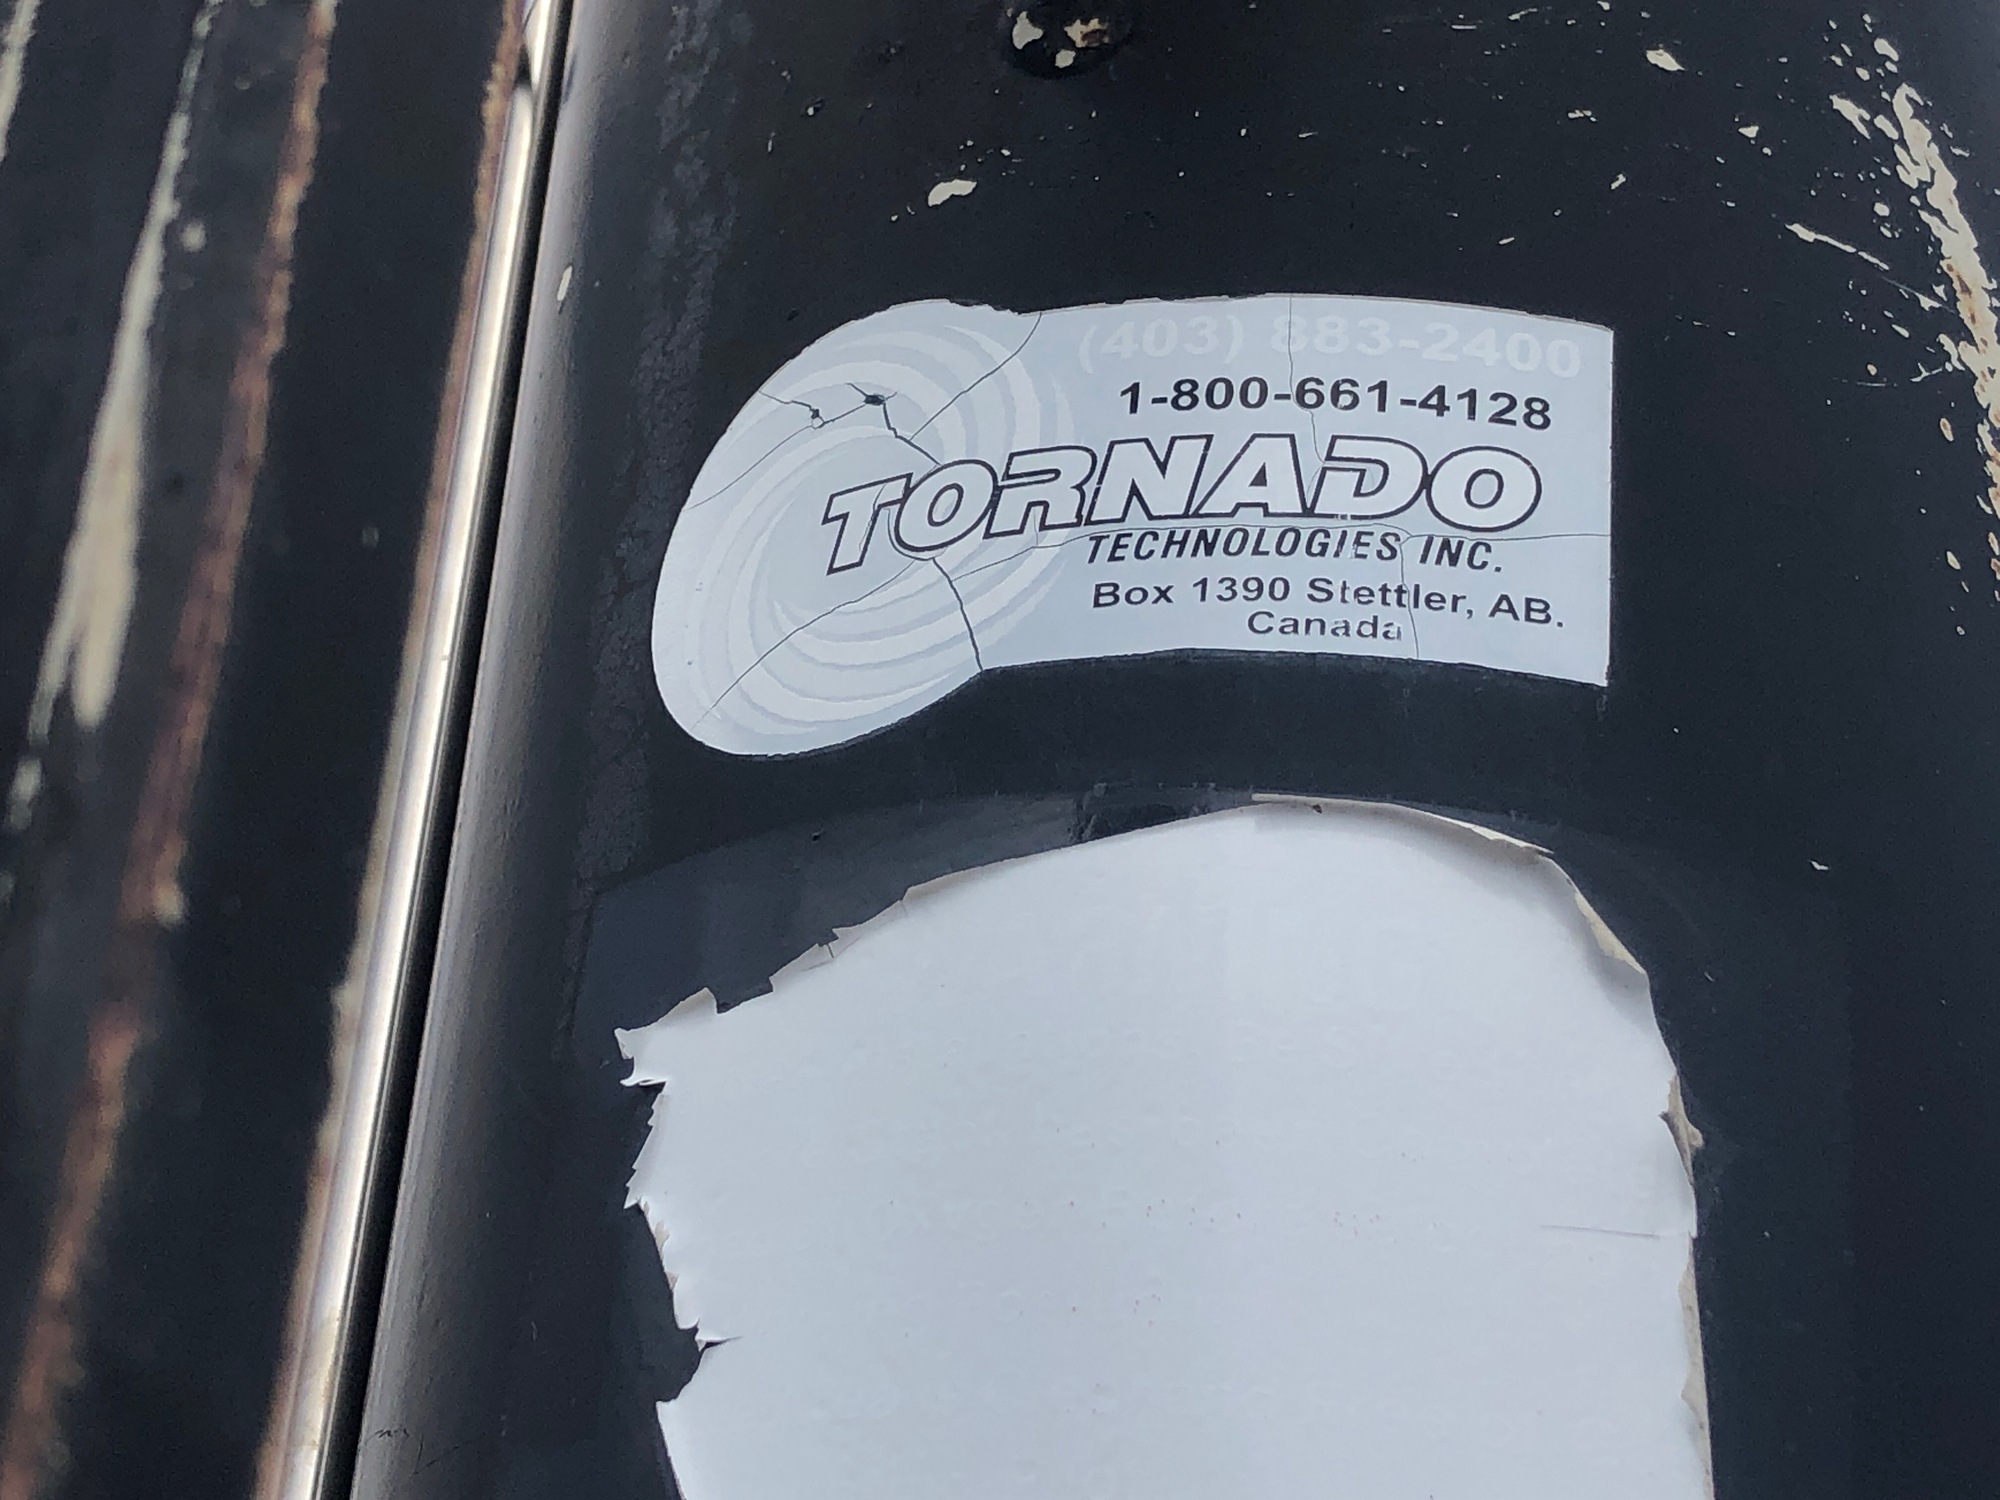 (403) 883-2400
1-800-661-4128
TORNADO
TECHNOLOGIES INC.
Box 1390 Stettler, AB.
Canada